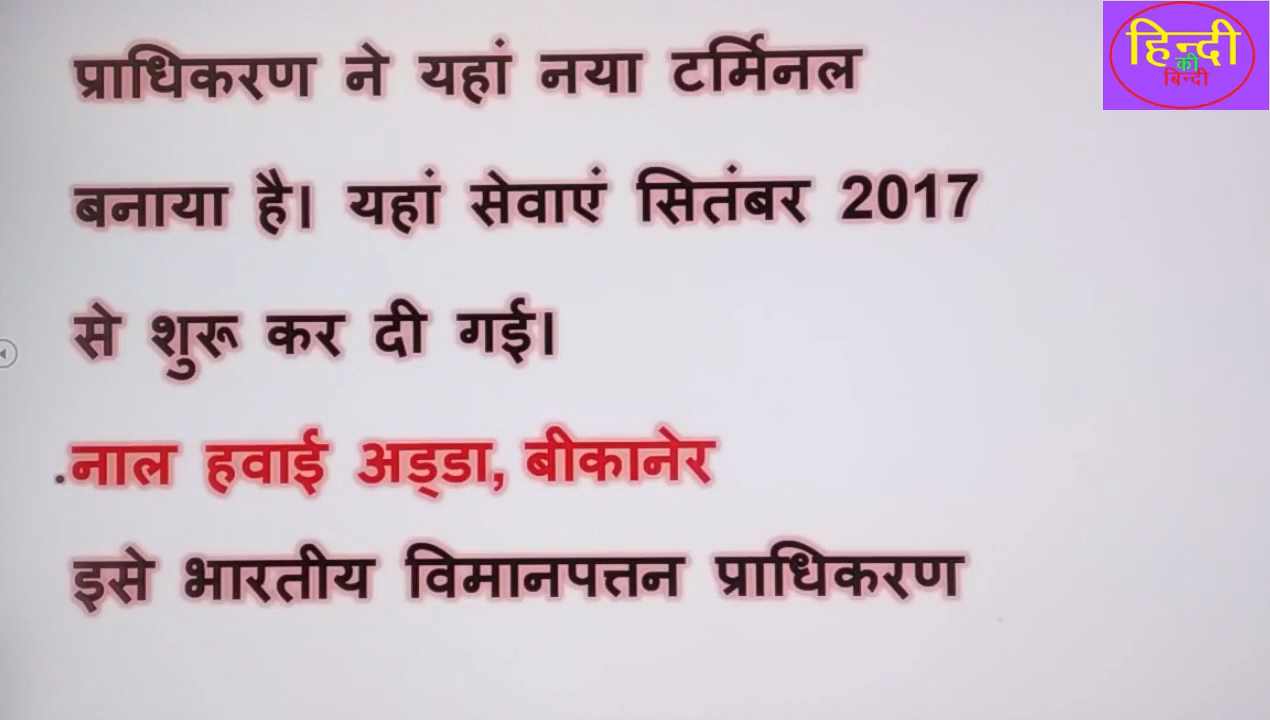 प्राधिकरण ने यहां नया टर्मिनल
बनाया है। यहां सेवाएं सितंबर 2017
से शुरू कर दी गई।
.नाल हवाई अड्डा, बीकानेर
इसे भारतीय विमानपत्तन प्राधिकरण
हिन्दी
की
बिन्दी